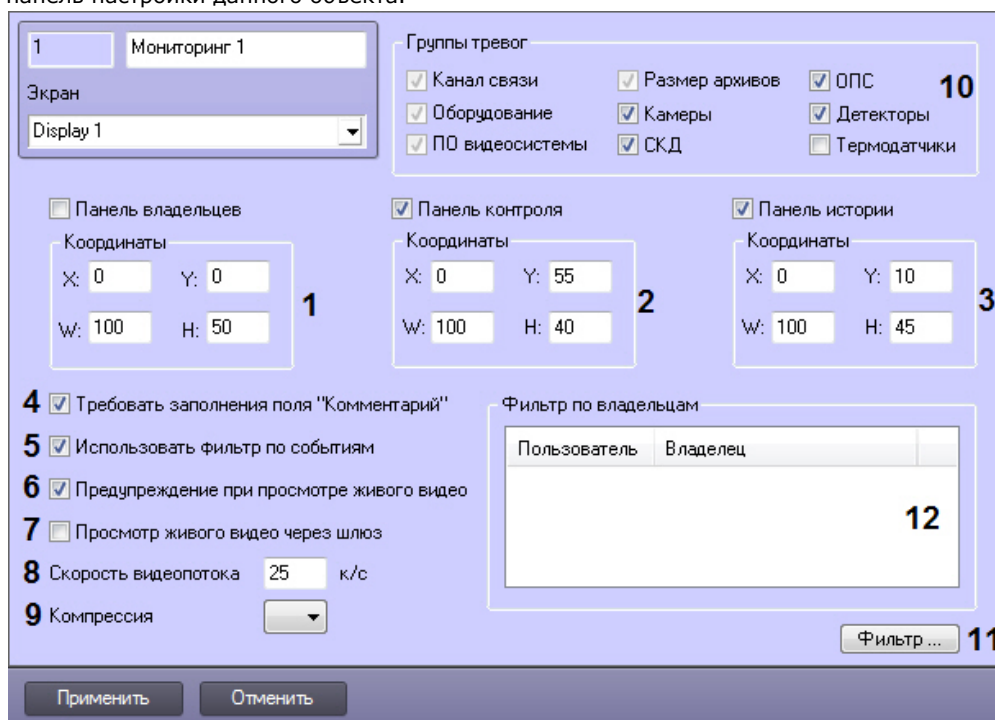 панель настройки данного объекта.
1 Мониторинг 1
Экран
Display 1
Группы тревог
Канал связи Размер архивов ОПС 10
Оборудование Камеры Детекторы
ПО видеосистемы СКД Термодатчики
Панель владельцев Панель контроля Панель истории
Координаты Координаты Координаты
X: 0 Y: 0 X: 0 Y: 55 X: 0 Y: 10
1 2 3
W: 100 H: 50 W: 100 H: 40 W: 100 H: 45
4 Требовать заполнения поля "Комментарий"
5 Использовать фильтр по событиям
6 Предупреждение при просмотре живого видео
7 Просмотр живого видео через шлюз
8 Скорость видеопотока 25 к/с
9 Компрессия
Фильтр по владельцам
Пользователь Владелец
12
Фильтр ... 11
Применить Отменить